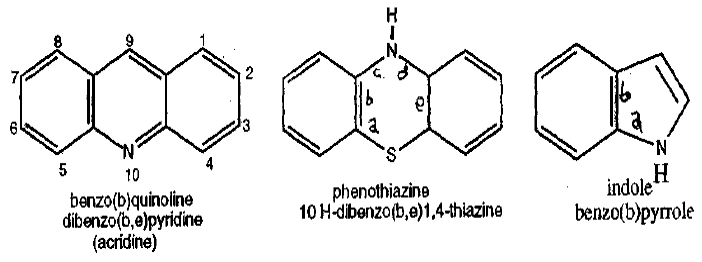 8
9
1
7
2
6
3
5
N
10
4
benzo(b)quinoline
dibenzo(b,e)pyridine
(acridine)
H
N
c d
b
e
a
S
phenothiazine
10 H-dibenzo(b,e)1,4-thiazine
b
a
N
H
indole
benzo(b)pyrrole